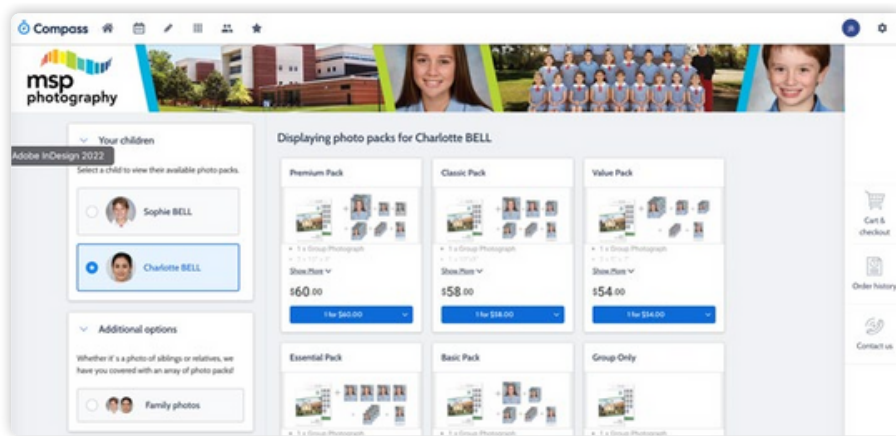 Compass
msp
photography
Your children
Adobe InDesign 2022
Select a child to view their available photo packs.
Sophie BELL
Charlotte BELL
Additional options
Whether it's a photo of siblings or relatives, we
have you covered with an array of photo packs!
Family photos
Displaying photo packs for Charlotte BELL
Premium Pack
1 x Group Photograph
Show More
$60.00
1 for $60.00
Classic Pack
1 x Group Photograph
Show More
$58.00
1 for $58.00
Value Pack
1 x Group Photograph
Show More
$54.00
1 for $54.00
Essential Pack
1 x Group Photograph
Basic Pack
1 x Group Photograph
Group Only
1 x Group Photograph
Cart &
checkout
Order history
Contact us